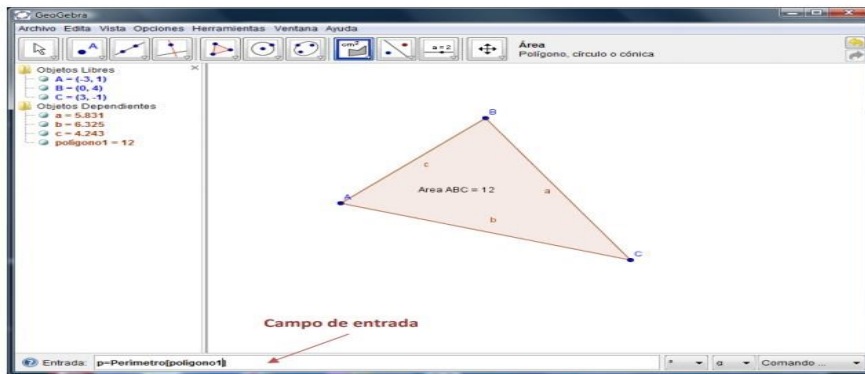 GeoGebra
Archivo Edita Vista Opciones Herramientas Ventana Ayuda
A
cm²
a = 2
Área
Polígono, círculo o cónica
Objetos Libres
A = (-3, 1)
B = (0, 4)
C = (3, -1)
Objetos Dependientes
a = 5.831
b = 6.325
c = 4.243
poligono1 = 12
B
c
Area ABC = 12
a
A
b
C
Campo de entrada
Entrada: p=Perimetro[poligono1]
α
Comando ...